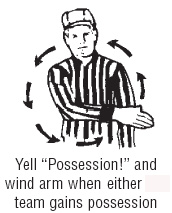 Yell “Possession!” and
wind arm when either
team gains possession